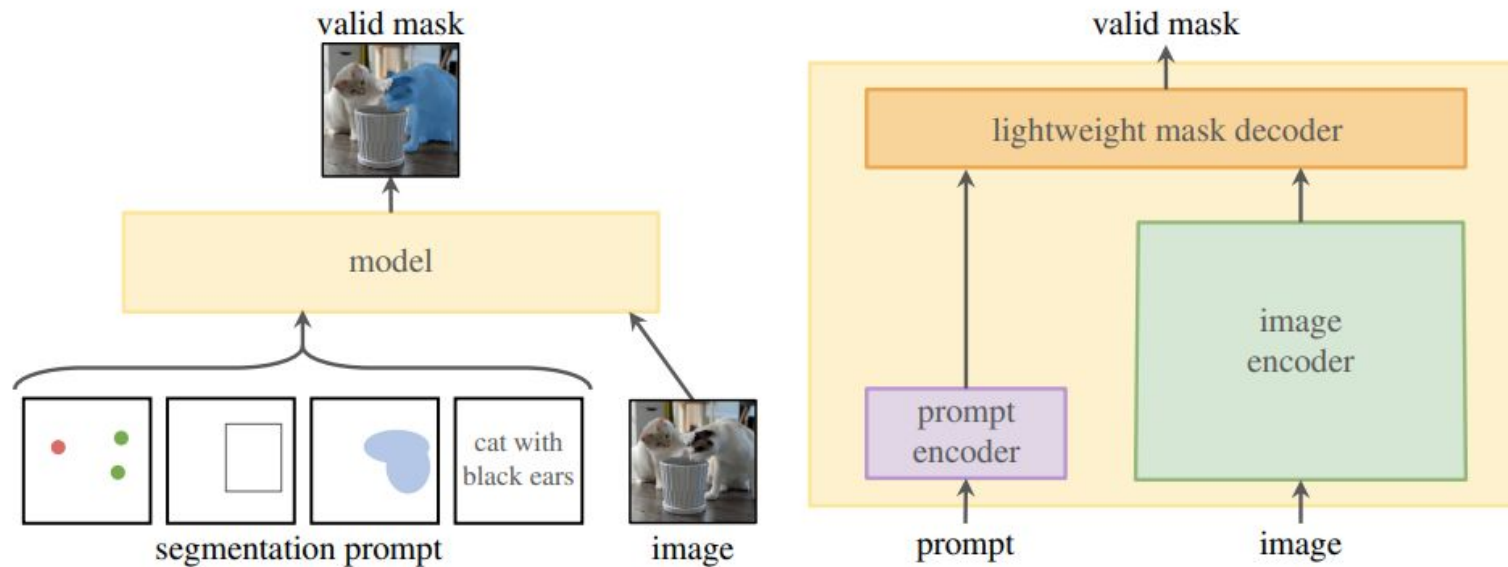 valid mask
model
cat with
black ears
segmentation prompt
image
valid mask
lightweight mask decoder
image
encoder
prompt
encoder
prompt
image